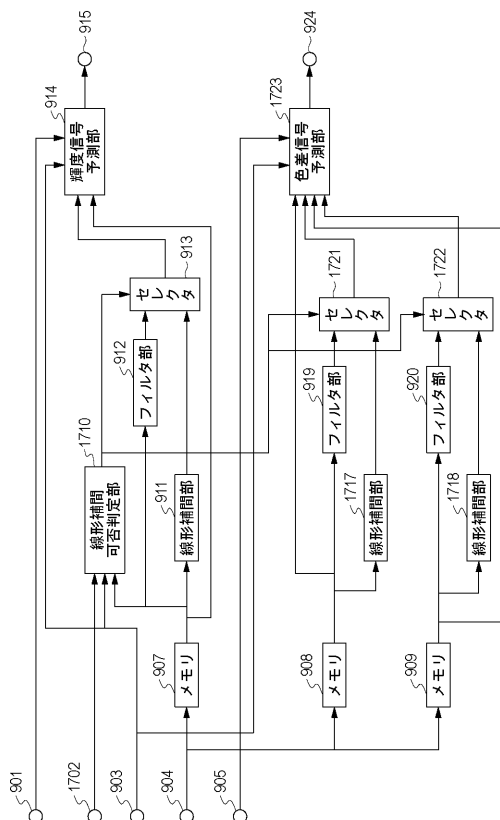 915
914
輝度信号
予測部
924
1723
色差信号
予測部
913
セレクタ
1721
セレクタ
1722
セレクタ
912
フィルタ部
919
フィルタ部
920
フィルタ部
1710
線形補間
可否判定部
911
線形補間部
1717
線形補間部
1718
線形補間部
907
メモリ
908
メモリ
909
メモリ
901
1702
903
904
905